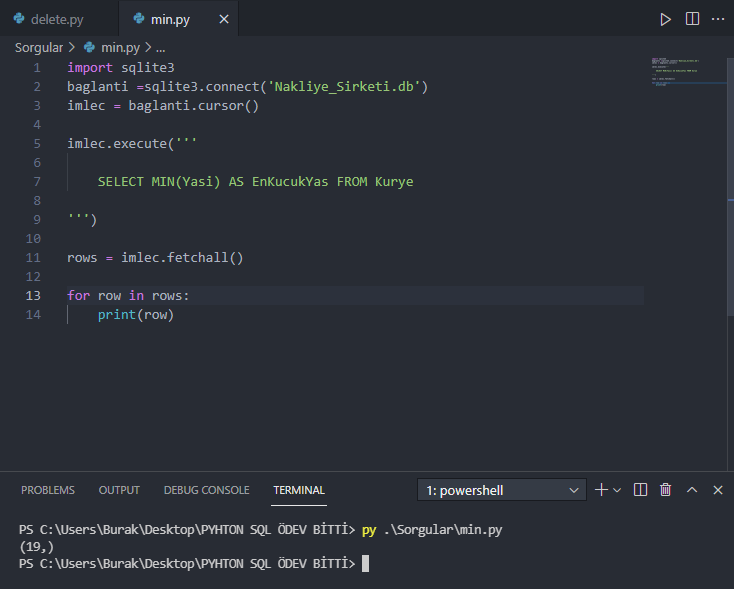 delete.py
min.py
Sorgular > min.py > ...
1 import sqlite3
2 baglanti =sqlite3.connect('Nakliye_Sirketi.db')
3 imlec = baglanti.cursor()
4
5 imlec.execute('''
6
7 SELECT MIN(Yasi) AS EnKucukYas FROM Kurye
8
9 ''')
10
11 rows = imlec.fetchall()
12
13 for row in rows:
14 print(row)
PROBLEMS OUTPUT DEBUG CONSOLE TERMINAL 1: powershell
PS C:\Users\Burak\Desktop\PYHTON SQL ÖDEV BİTTİ> py .\Sorgular\min.py
(19,)
PS C:\Users\Burak\Desktop\PYHTON SQL ÖDEV BİTTİ>